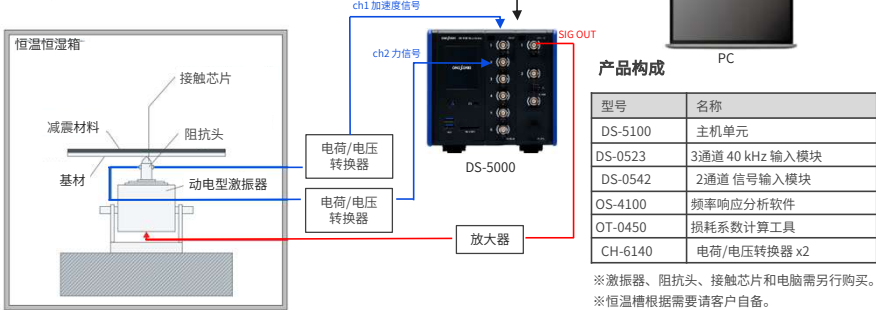 ch1 加速度信号
SIG OUT
恒温恒湿箱
ch2 力信号
ONOSOKKI
接触芯片
减震材料
阻抗头
基材
动电型激振器
电荷/电压
转换器
电荷/电压
转换器
DS-5000
放大器
PC
产品构成
型号 名称
DS-5100 主机单元
DS-0523 3通道 40 kHz 输入模块
DS-0542 2通道 信号输入模块
OS-4100 频率响应分析软件
OT-0450 损耗系数计算工具
CH-6140 电荷/电压转换器 x2
※激振器、阻抗头、接触芯片和电脑需另行购买。
※恒温槽根据需要请客户自备。